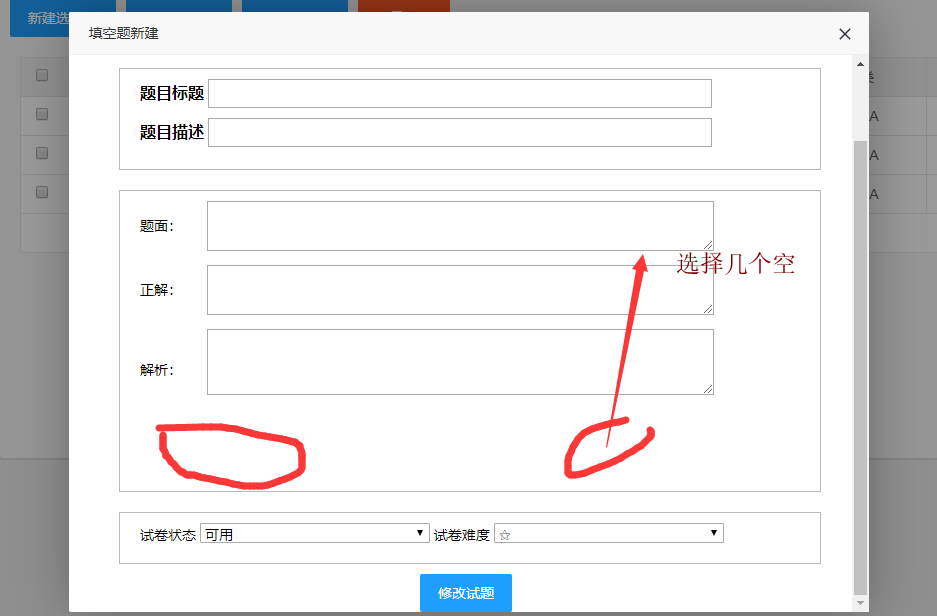 新建选
填空题新建
题目标题
题目描述
题面：
选择几个空
正解：
解析：
A
A
A
试卷状态 可用 试卷难度 ☆
修改试题